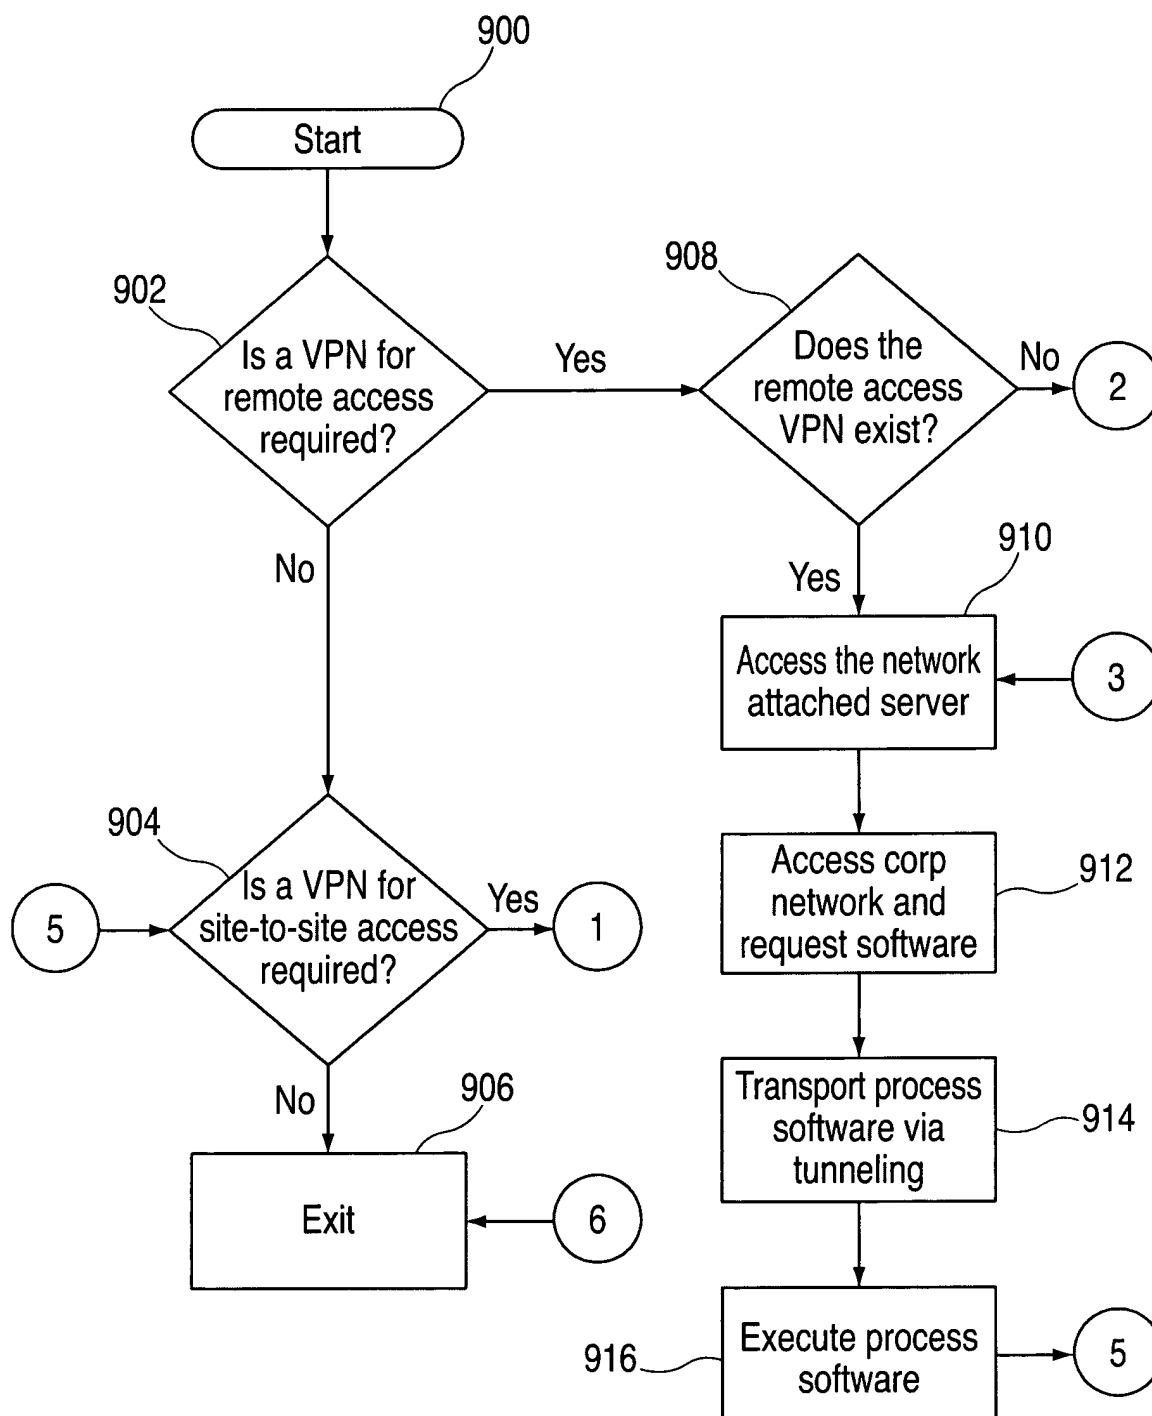 900
Start
902
Is a VPN for
remote access
required?
Yes
908
Does the
remote access
VPN exist?
No
2
No
Yes
910
Access the network
attached server
3
904
5
Is a VPN for
site-to-site access
required?
Yes
1
Access corp
network and
request software
912
No
906
Exit
6
Transport process
software via
tunneling
914
916
Execute process
software
5